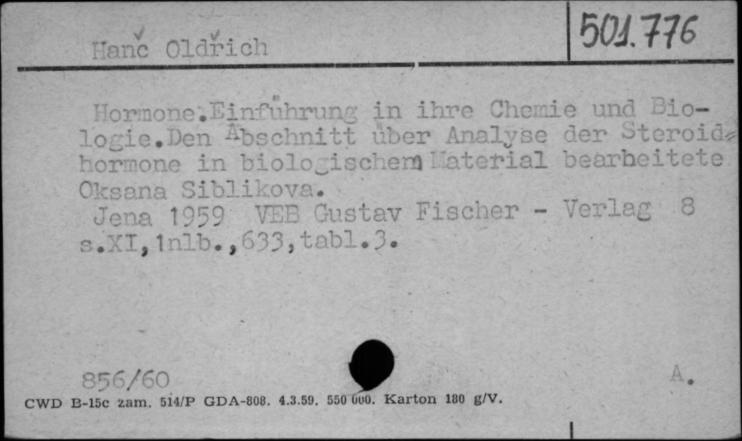 Hanč Oldřich
501.776
Hormone.Einführung in ihre Chemie und Bio-
logie.Den Abschnitt über Analyse der Steroid=
hormone in biologischem Material bearbeitete
Oksana Siblikova.
Jena 1959 VEB Gustav Fischer - Verlag 8
s.XI,1nlb.,633,tabl.3.
856/60
A.
CWD B-15c zam. 514/P GDA-808. 4.3.59. 550 000. Karton 180 g/V.